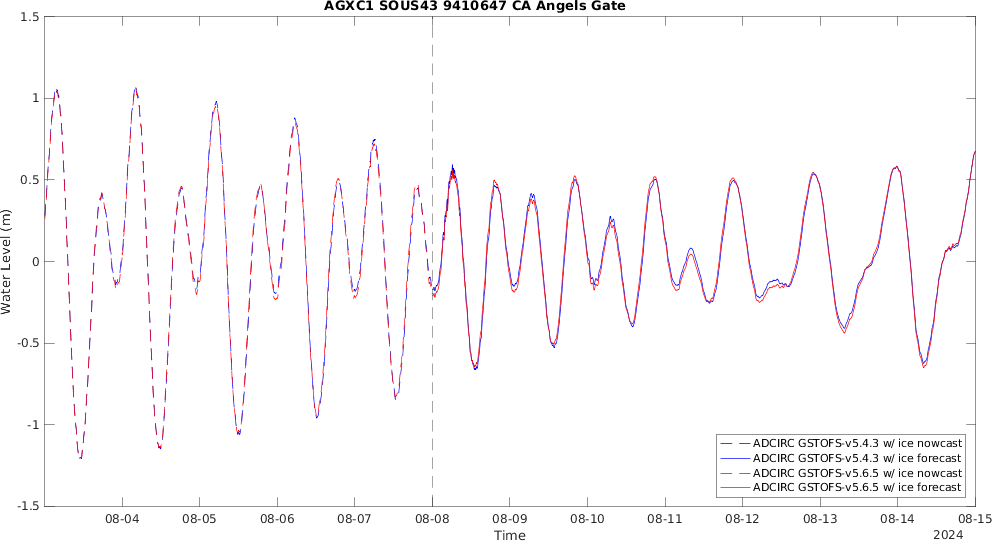 AGXC1 SOUS43 9410647 CA Angels Gate
1.5
1
0.5
0
-0.5
-1
-1.5
Water Level (m)
ADCIRC GSTOFS-v5.4.3 w/ ice nowcast
ADCIRC GSTOFS-v5.4.3 w/ ice forecast
ADCIRC GSTOFS-v5.6.5 w/ ice nowcast
ADCIRC GSTOFS-v5.6.5 w/ ice forecast
08-04 08-05 08-06 08-07 08-08 08-09 08-10 08-11 08-12 08-13 08-14 08-15
Time
2024